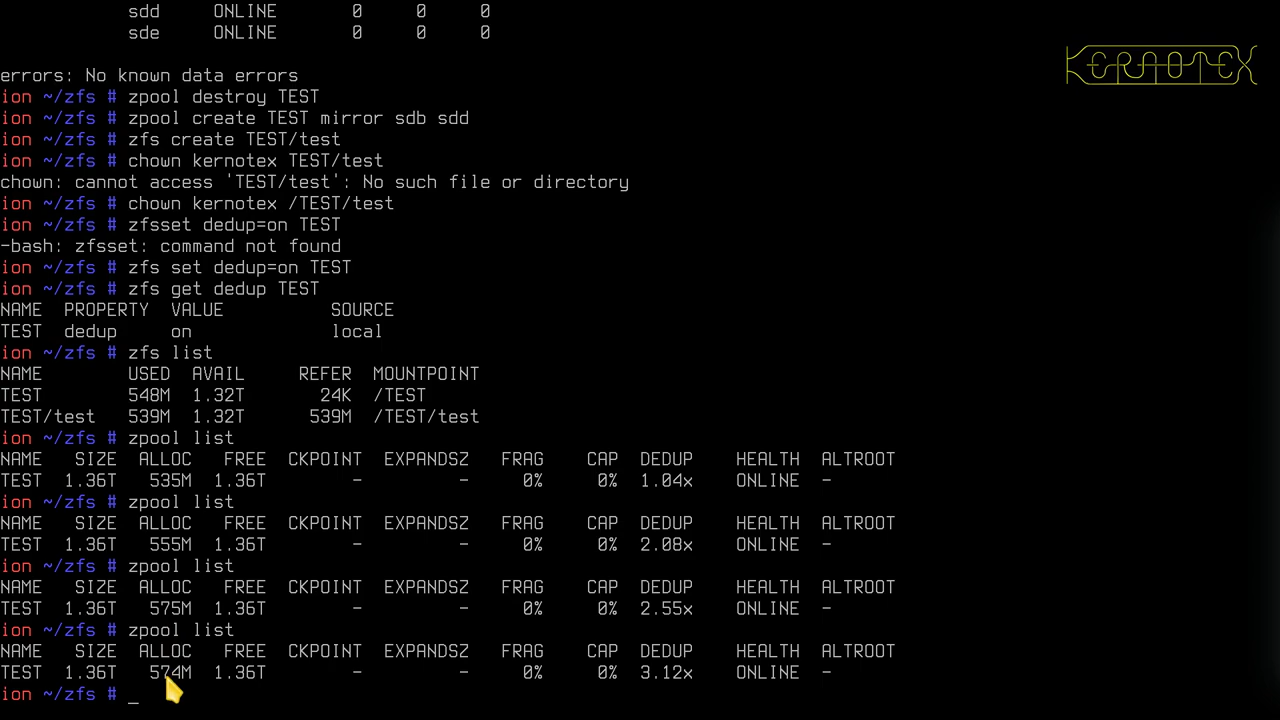 sdd ONLINE 0 0 0
sde ONLINE 0 0 0
KERNOTEX
errors: No known data errors
ion ~/zfs # zpool destroy TEST
ion ~/zfs # zpool create TEST mirror sdb sdd
ion ~/zfs # zfs create TEST/test
ion ~/zfs # chown kernotex TEST/test
chown: cannot access 'TEST/test': No such file or directory
ion ~/zfs # chown kernotex /TEST/test
ion ~/zfs # zfsset dedup=on TEST
-bash: zfsset: command not found
ion ~/zfs # zfs set dedup=on TEST
ion ~/zfs # zfs get dedup TEST
NAME PROPERTY VALUE SOURCE
TEST dedup on local
ion ~/zfs # zfs list
NAME USED AVAIL REFER MOUNTPOINT
TEST 548M 1.32T 24K /TEST
TEST/test 539M 1.32T 539M /TEST/test
ion ~/zfs # zpool list
NAME SIZE ALLOC FREE CKPOINT EXPANDSZ FRAG CAP DEDUP HEALTH ALTROOT
TEST 1.36T 535M 1.36T - - 0% 0% 1.04x ONLINE -
ion ~/zfs # zpool list
NAME SIZE ALLOC FREE CKPOINT EXPANDSZ FRAG CAP DEDUP HEALTH ALTROOT
TEST 1.36T 555M 1.36T - - 0% 0% 2.08x ONLINE -
ion ~/zfs # zpool list
NAME SIZE ALLOC FREE CKPOINT EXPANDSZ FRAG CAP DEDUP HEALTH ALTROOT
TEST 1.36T 575M 1.36T - - 0% 0% 2.55x ONLINE -
ion ~/zfs # zpool list
NAME SIZE ALLOC FREE CKPOINT EXPANDSZ FRAG CAP DEDUP HEALTH ALTROOT
TEST 1.36T 574M 1.36T - - 0% 0% 3.12x ONLINE -
ion ~/zfs # _